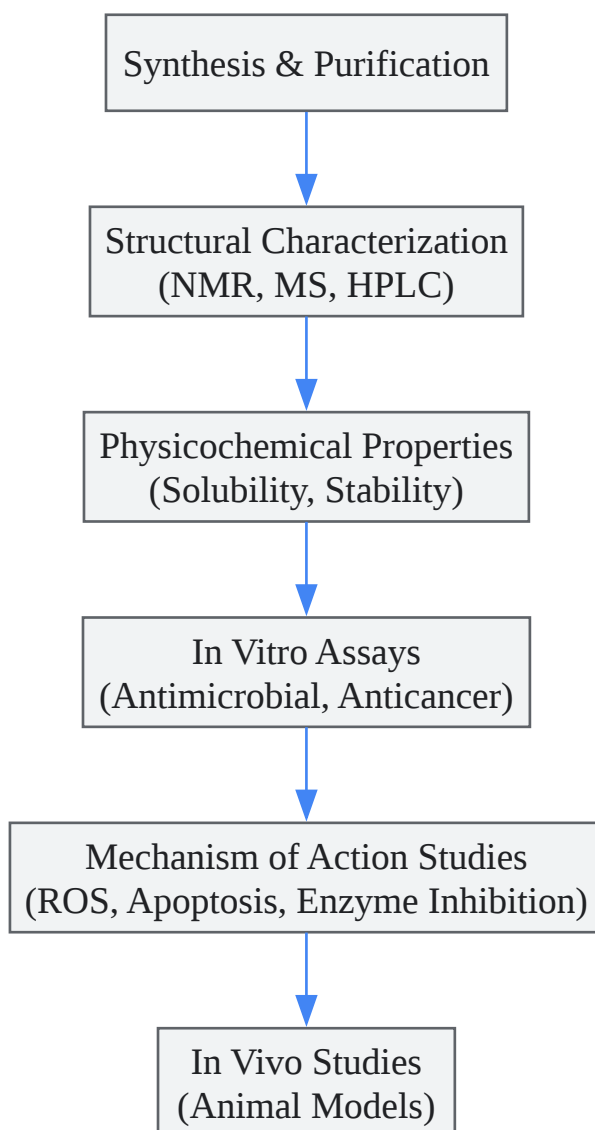 Synthesis & Purification
Structural Characterization
(NMR, MS, HPLC)
Physicochemical Properties
(Solubility, Stability)
In Vitro Assays
(Antimicrobial, Anticancer)
Mechanism of Action Studies
(ROS, Apoptosis, Enzyme Inhibition)
In Vivo Studies
(Animal Models)